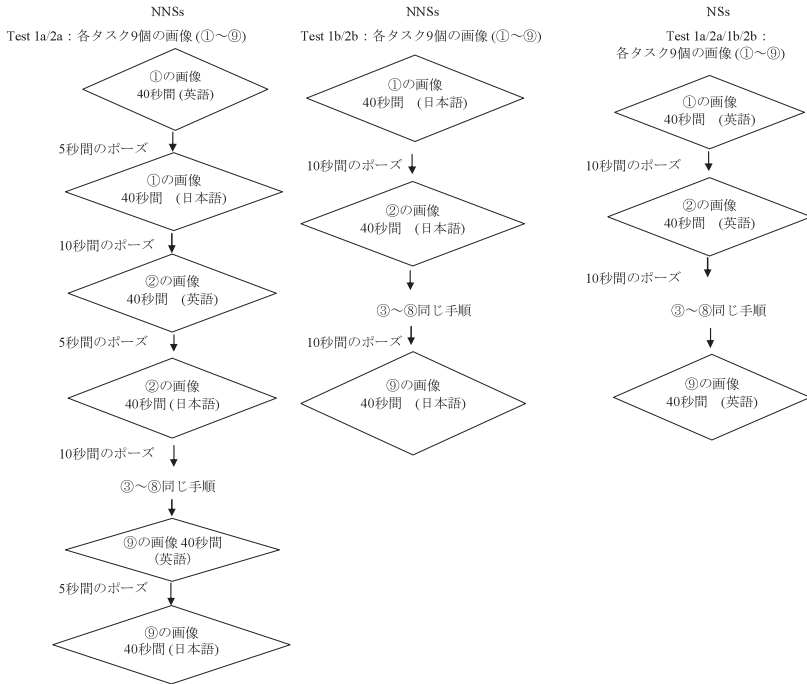 NNSs
Test 1a/2a：各タスク9個の画像 (①～⑨)
①の画像
40秒間 (英語)
5秒間のポーズ
①の画像
40秒間　(日本語)
10秒間のポーズ
②の画像
40秒間　(英語)
5秒間のポーズ
②の画像
40秒間 (日本語)
10秒間のポーズ
③～⑧同じ手順
⑨の画像 40秒間
(英語)
5秒間のポーズ
⑨の画像
40秒間 (日本語)
NNSs
Test 1b/2b：各タスク9個の画像 (①～⑨)
①の画像
40秒間　(日本語)
10秒間のポーズ
②の画像
40秒間　(日本語)
③～⑧同じ手順
10秒間のポーズ
⑨の画像
40秒間　(日本語)
NSs
Test 1a/2a/1b/2b：
各タスク9個の画像 (①～⑨)
①の画像
40秒間　(英語)
10秒間のポーズ
②の画像
40秒間　(英語)
10秒間のポーズ
③～⑧同じ手順
⑨の画像
40秒間　(英語)